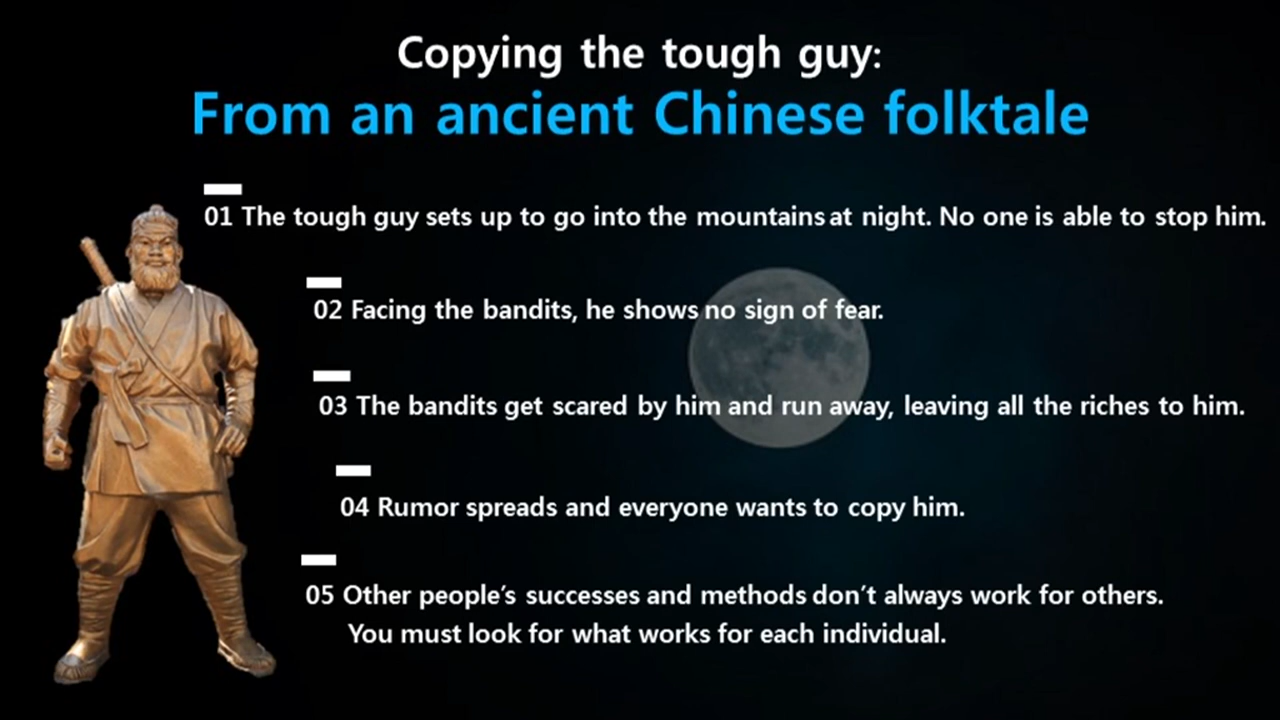 Copying the tough guy:
From an ancient Chinese folktale
01 The tough guy sets up to go into the mountains at night. No one is able to stop him.
02 Facing the bandits, he shows no sign of fear.
03 The bandits get scared by him and run away, leaving all the riches to him.
04 Rumor spreads and everyone wants to copy him.
05 Other people’s successes and methods don’t always work for others.
You must look for what works for each individual.